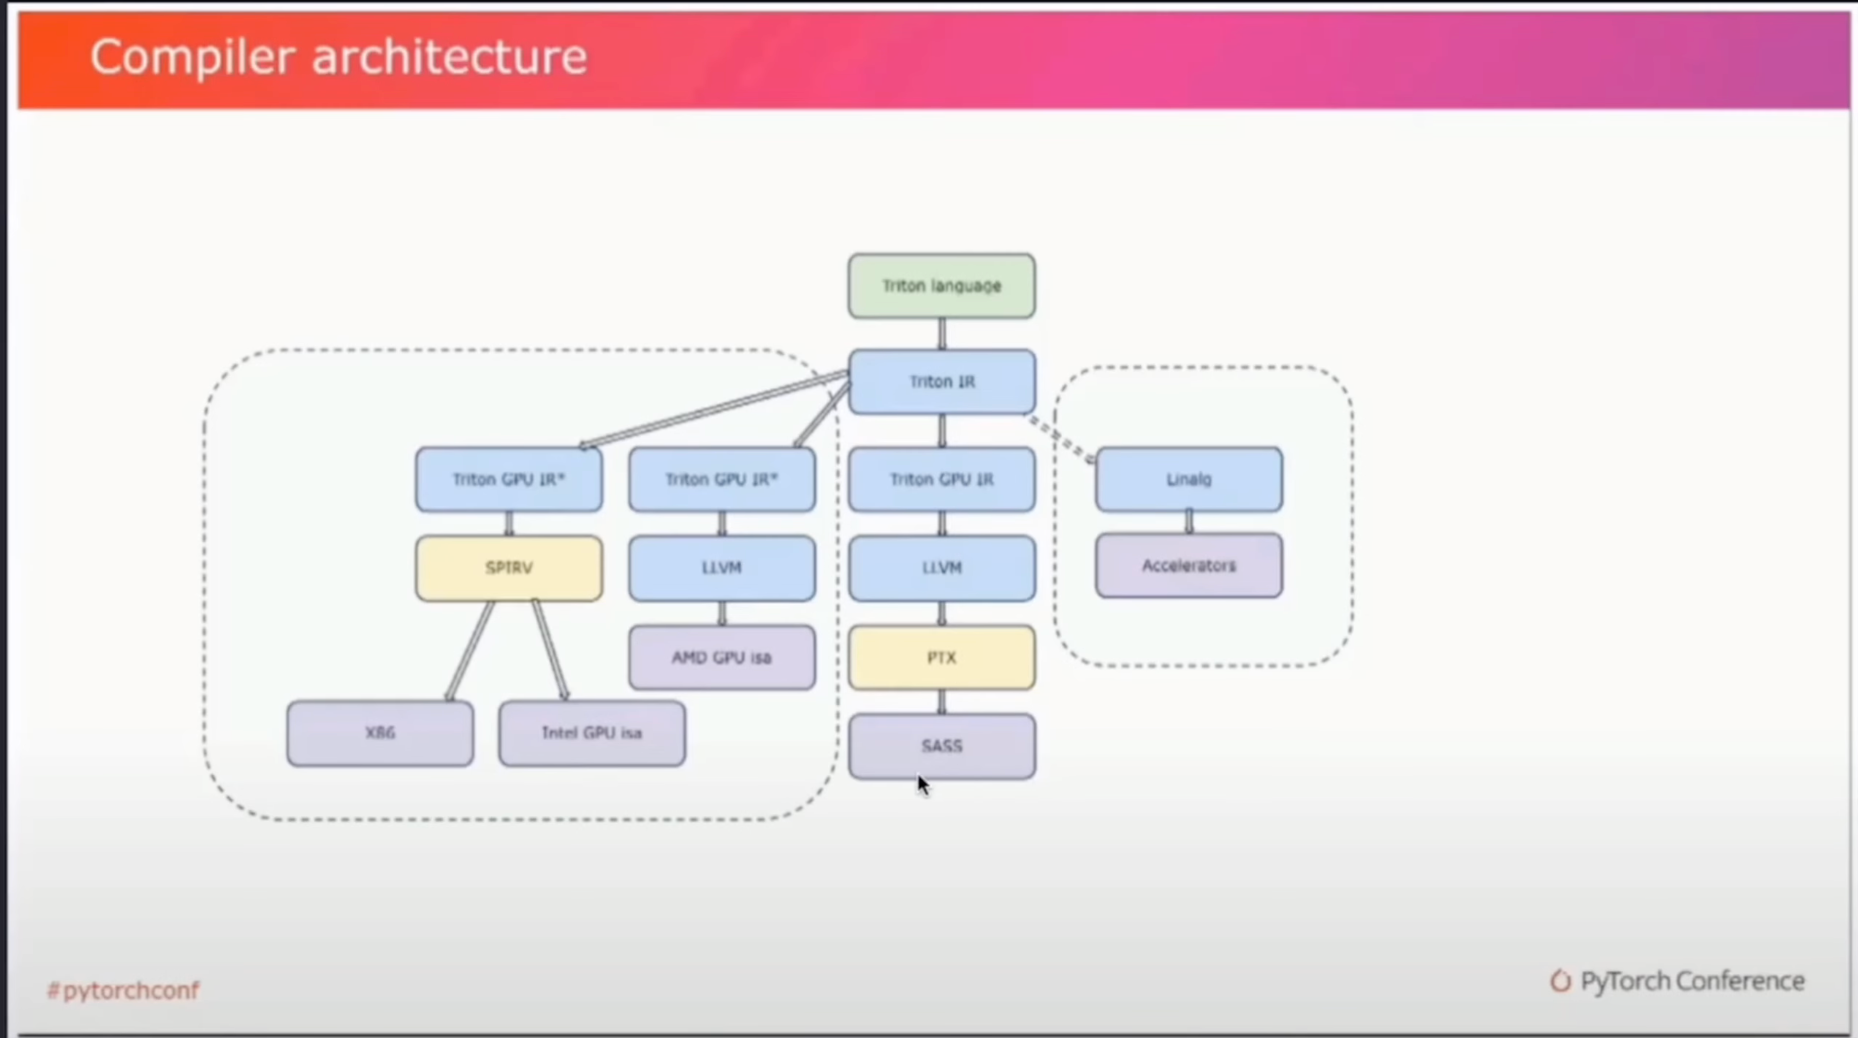 Compiler architecture
Triton language
Triton IR
Triton GPU IR*
Triton GPU IR*
Triton GPU IR
Linalg
SPIRV
LLVM
LLVM
Accelerators
AMD GPU isa
PTX
X86
Intel GPU isa
SASS
#pytorchconf
PyTorch Conference